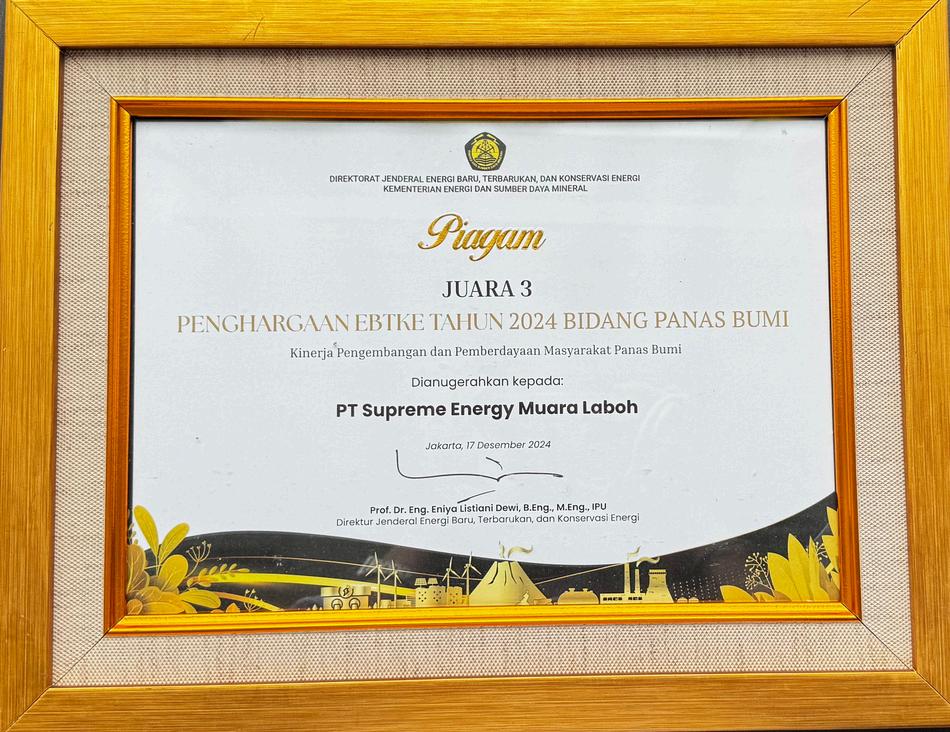 DIREKTORAT JENDERAL ENERGI BARU, TERBARUKAN, DAN KONSERVASI ENERGI
KEMENTERIAN ENERGI DAN SUMBER DAYA MINERAL
Piagam
JUARA 3
PENGHARGAAN EBTKE TAHUN 2024 BIDANG PANAS BUMI
Kinerja Pengembangan dan Pemberdayaan Masyarakat Panas Bumi
Dianugerahkan kepada:
PT Supreme Energy Muara Laboh
Jakarta, 17 Desember 2024
Prof. Dr. Eng. Eniya Listiani Dewi, B.Eng., M.Eng., IPU
Direktur Jenderal Energi Baru, Terbarukan, dan Konservasi Energi